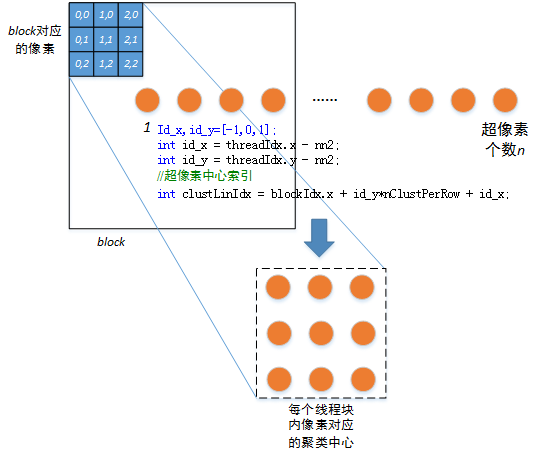 0,0 1,0 2,0
0,1 1,1 2,1
0,2 1,2 2,2
block对应
的像素
......
1
超像素
个数n
Id_x,id_y=[-1,0,1];
int id_x = threadIdx.x - nn2;
int id_y = threadIdx.y - nn2;
//超像素中心索引
int clustLinIdx = blockIdx.x + id_y*nClustPerRow + id_x;
block
每个线程块
内像素对应
的聚类中心